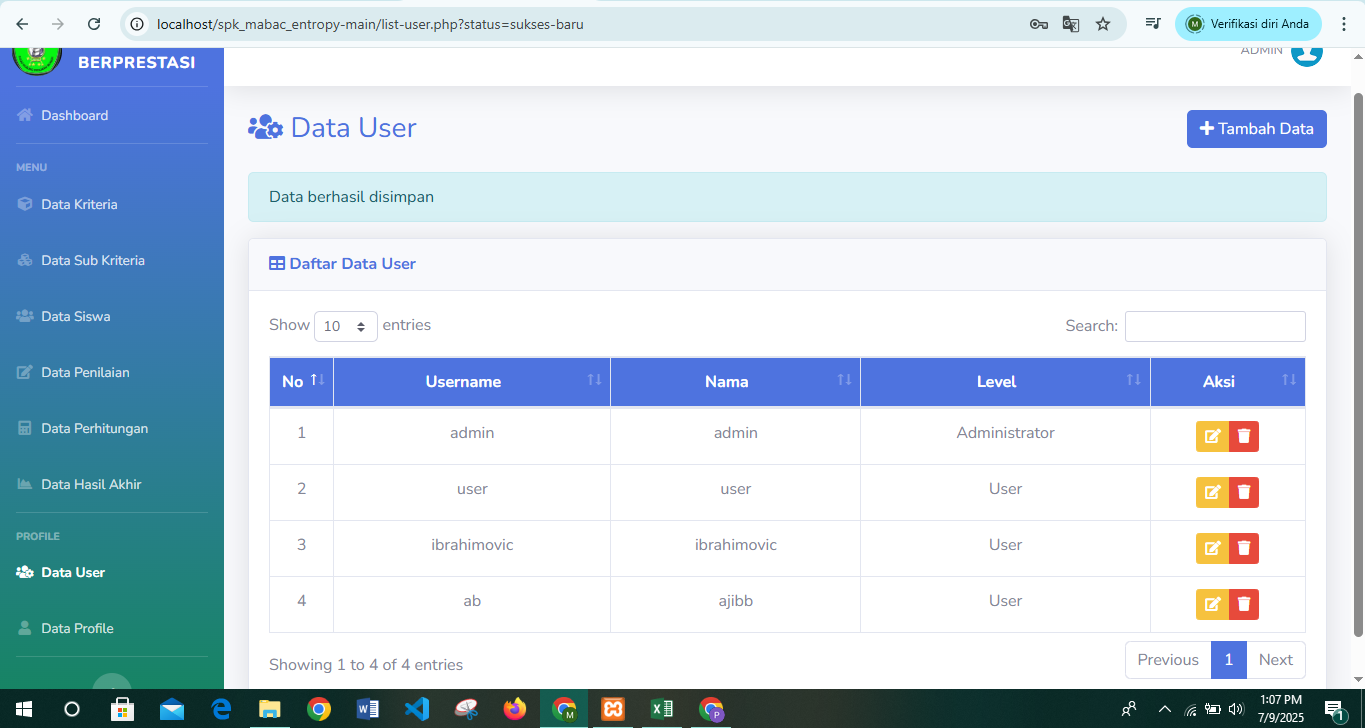 localhost/spk_mabac_entropy-main/list-user.php?status=sukses-baru
M
Verifikasi diri Anda
BERPRESTASI
ADMIN
Dashboard
MENU
Data Kriteria
Data Sub Kriteria
Data Siswa
Data Penilaian
Data Perhitungan
Data Hasil Akhir
PROFILE
Data User
Data Profile
Data User
Tambah Data
Data berhasil disimpan
Daftar Data User
Show 10 entries
Search:
No Username Nama Level Aksi
1 admin admin Administrator
2 user user User
3 ibrahimovic ibrahimovic User
4 ab ajibb User
Showing 1 to 4 of 4 entries
Previous 1 Next
1:07 PM
7/9/2025
1